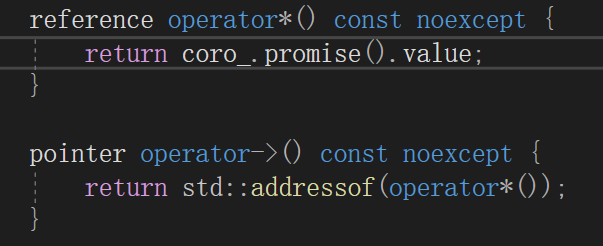 reference operator*() const noexcept {
    return coro_.promise().value;
}

pointer operator->() const noexcept {
    return std::addressof(operator*());
}